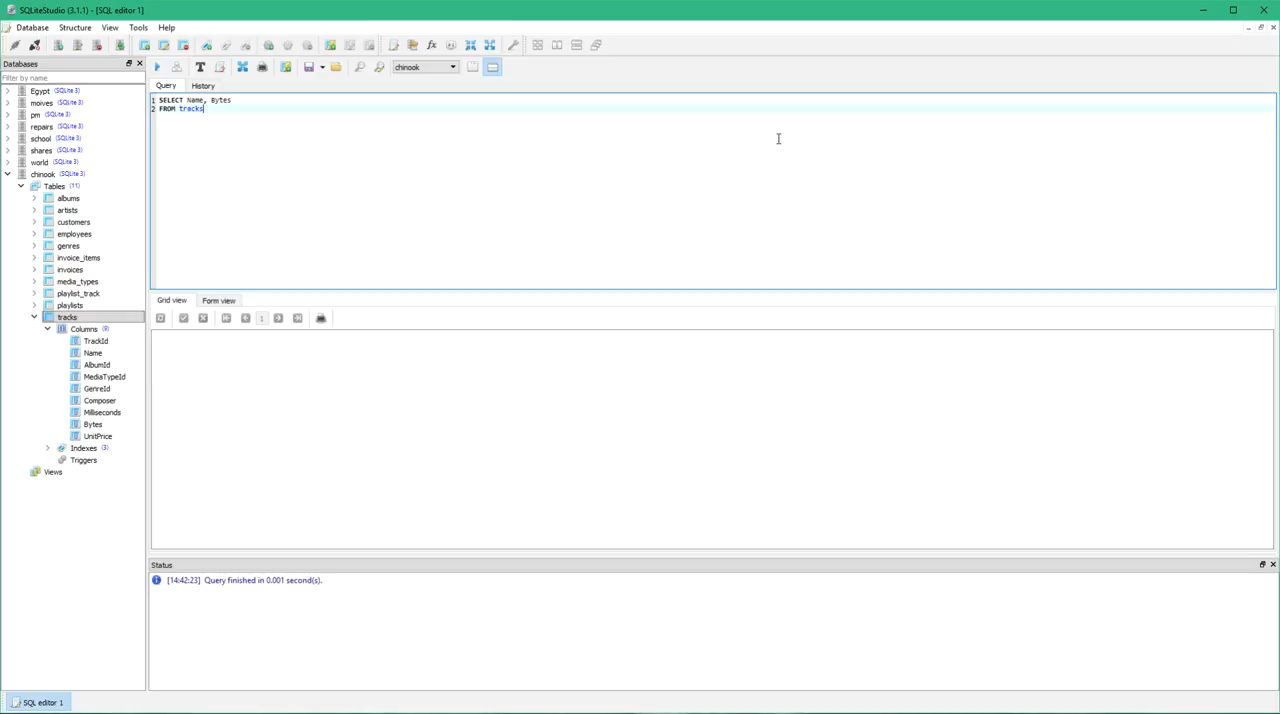 SQLiteStudio (3.1.1) - [SQL editor 1]
Database Structure View Tools Help
Databases
Filter by name
Egypt (SQLite 3)
moives (SQLite 3)
pm (SQLite 3)
repairs (SQLite 3)
school (SQLite 3)
shares (SQLite 3)
world (SQLite 3)
chinook (SQLite 3)
Tables (11)
albums
artists
customers
employees
genres
invoice_items
invoices
media_types
playlist_track
playlists
tracks
Columns (9)
TrackId
Name
AlbumId
MediaTypeId
GenreId
Composer
Milliseconds
Bytes
UnitPrice
Indexes (3)
Triggers
Views
chinook
Query History
1 SELECT Name, Bytes
2 FROM tracks
Grid view Form view
1
Status
[14:42:23] Query finished in 0.001 second(s).
SQL editor 1